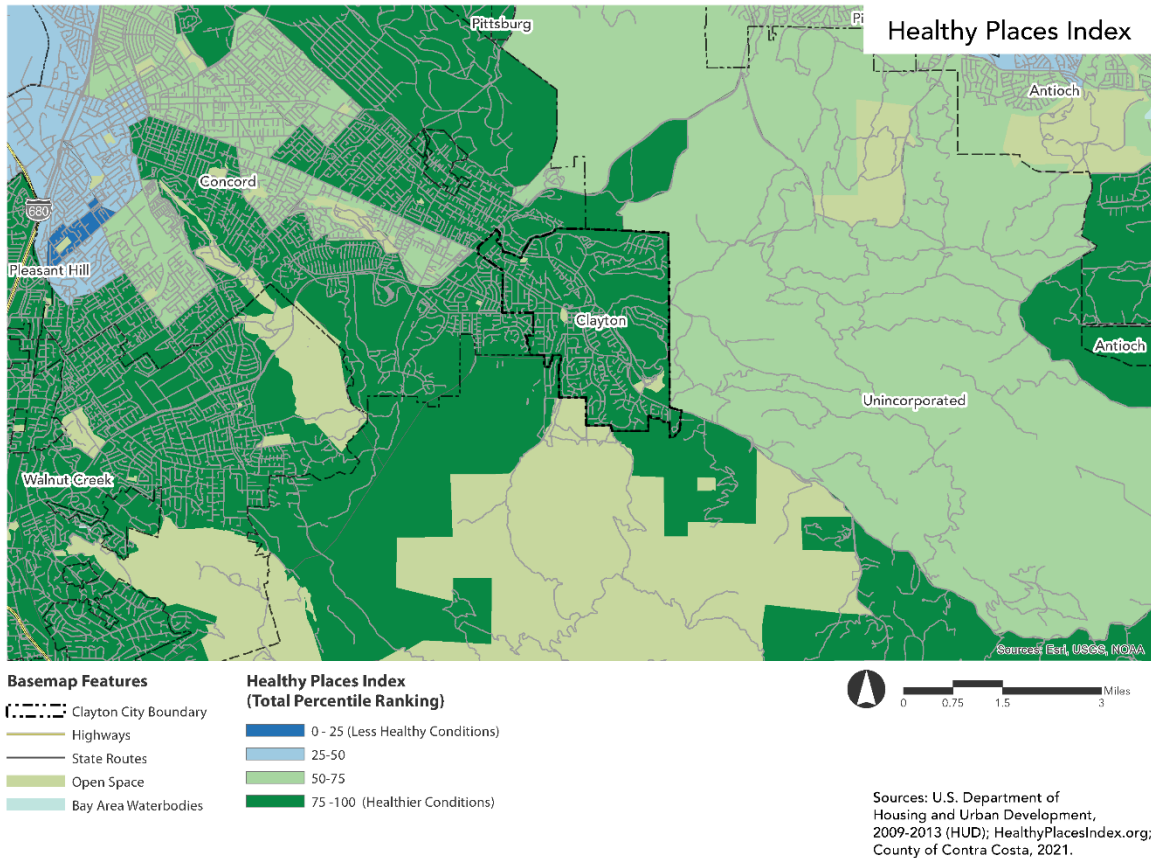 Healthy Places Index
Pittsburg
Pi
Antioch
Concord
680
Pleasant Hill
Clayton
Antioch
Unincorporated
Walnut Creek
Sources: Esri, USGS, NOAA
Basemap Features
Clayton City Boundary
Highways
State Routes
Open Space
Bay Area Waterbodies
Healthy Places Index
(Total Percentile Ranking)
0 - 25 (Less Healthy Conditions)
25-50
50-75
75 -100 (Healthier Conditions)
Miles
0 0.75 1.5 3
Sources: U.S. Department of
Housing and Urban Development,
2009-2013 (HUD); HealthyPlacesIndex.org;
County of Contra Costa, 2021.